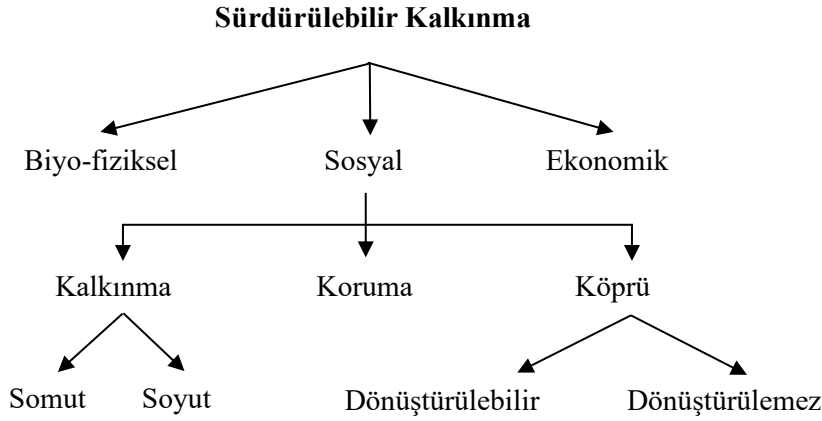 Sürdürülebilir Kalkınma
Biyo-fiziksel Sosyal Ekonomik
Kalkınma Koruma Köprü
Somut Soyut Dönüştürülebilir Dönüştürülemez